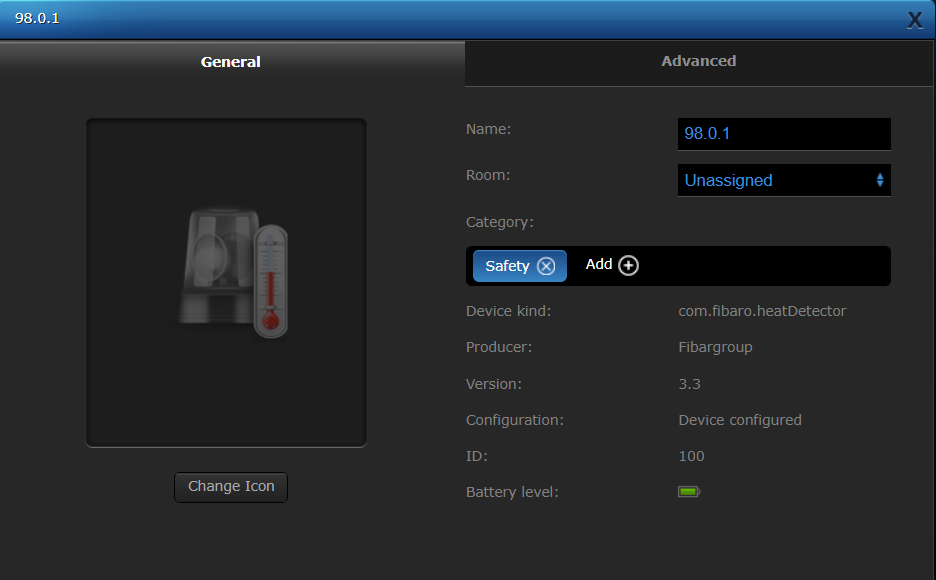 98.0.1
X
General
Advanced
Name:
98.0.1
Room:
Unassigned
Category:
Safety
Add
Device kind:
com.fibaro.heatDetector
Producer:
Fibargroup
Version:
3.3
Configuration:
Device configured
ID:
100
Battery level:
Change Icon